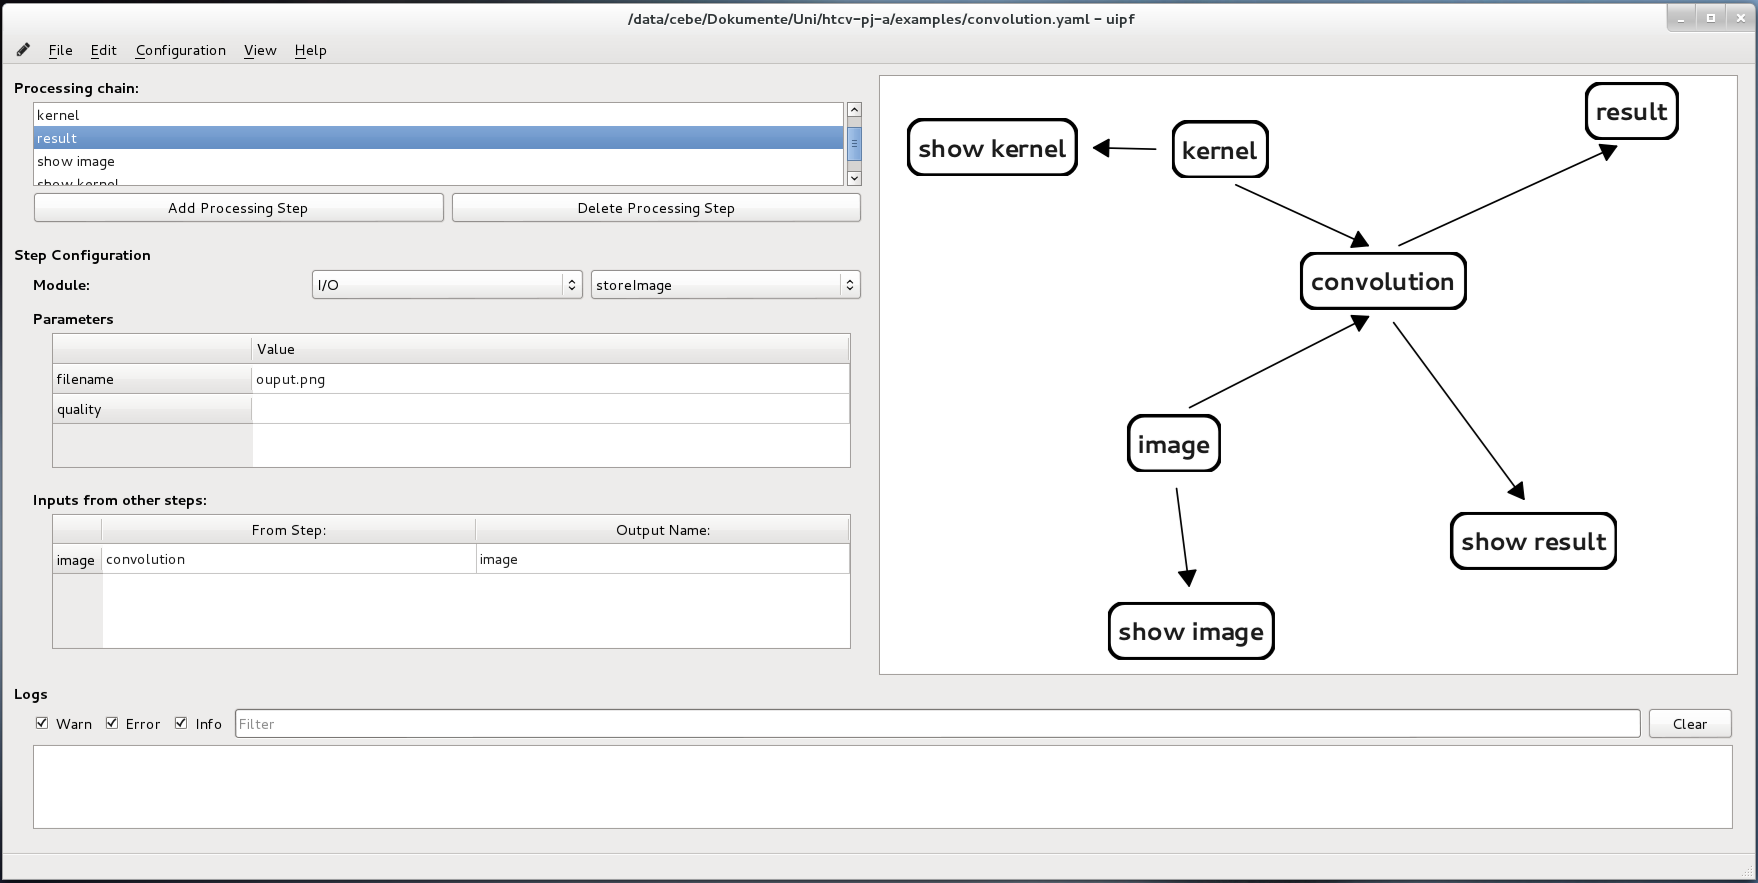 /data/cebe/Dokumente/Uni/htcv-pj-a/examples/convolution.yaml - uipf
File Edit Configuration View Help
Processing chain:
kernel
result
show image
show kernel
Add Processing Step Delete Processing Step
Step Configuration
Module: I/O storeImage
Parameters
Value
filename ouput.png
quality
Inputs from other steps:
From Step: Output Name:
image convolution image
result
show kernel kernel
convolution
image
show result
show image
Logs
Warn Error Info Filter Clear